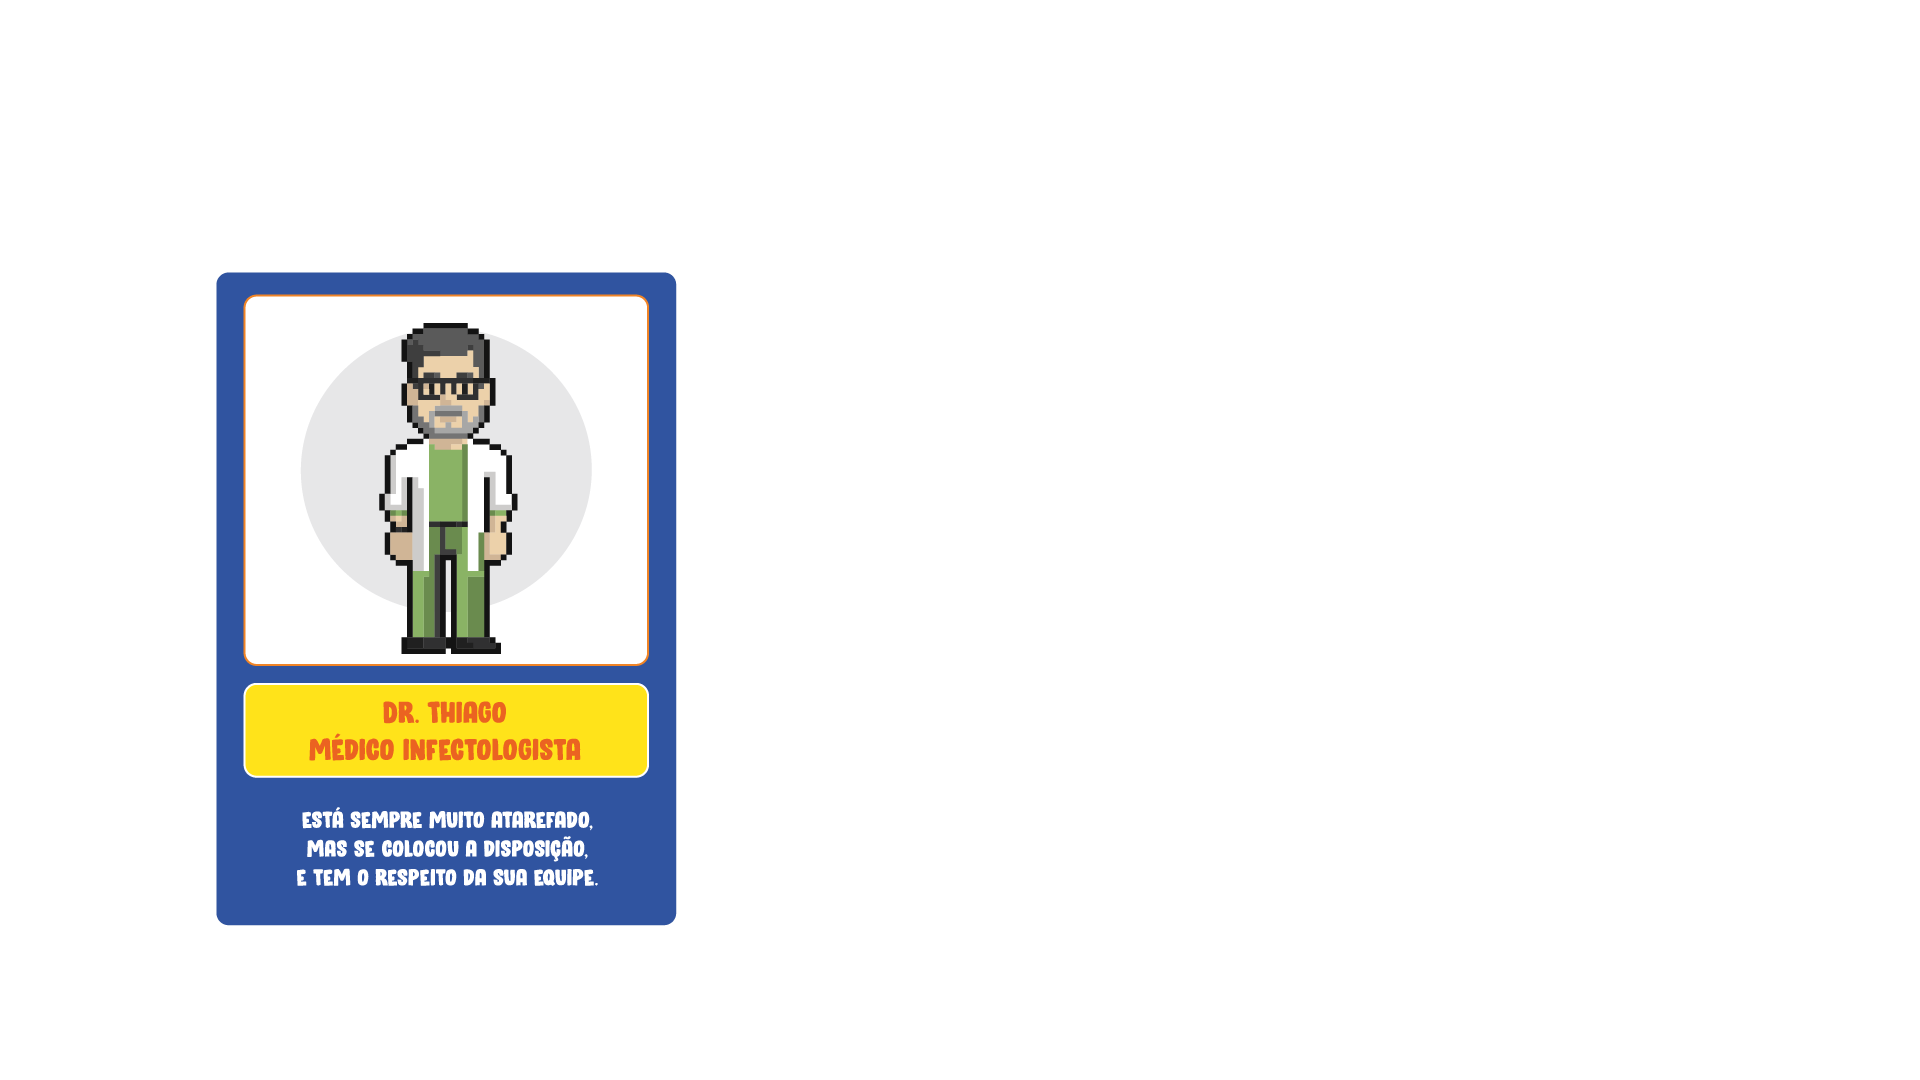 DR. THIAGO
MÉDICO INFECTOLOGISTA
ESTÁ SEMPRE MUITO ATAREFADO,
MAS SE COLOCOU A DISPOSIÇÃO,
E TEM O RESPEITO DA SUA EQUIPE.